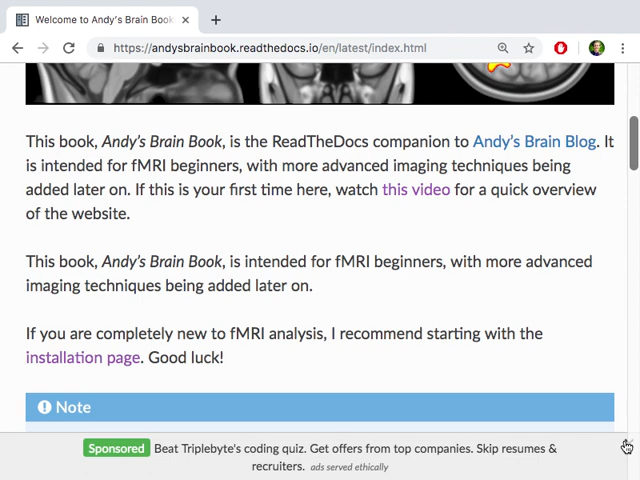 Welcome to Andy's Brain Book
https://andysbrainbook.readthedocs.io/en/latest/index.html
This book, Andy's Brain Book, is the ReadTheDocs companion to Andy's Brain Blog. It
is intended for fMRI beginners, with more advanced imaging techniques being
added later on. If this is your first time here, watch this video for a quick overview
of the website.
This book, Andy's Brain Book, is intended for fMRI beginners, with more advanced
imaging techniques being added later on.
If you are completely new to fMRI analysis, I recommend starting with the
installation page. Good luck!
Note
Sponsored Beat Triplebyte's coding quiz. Get offers from top companies. Skip resumes &
recruiters. ads served ethically